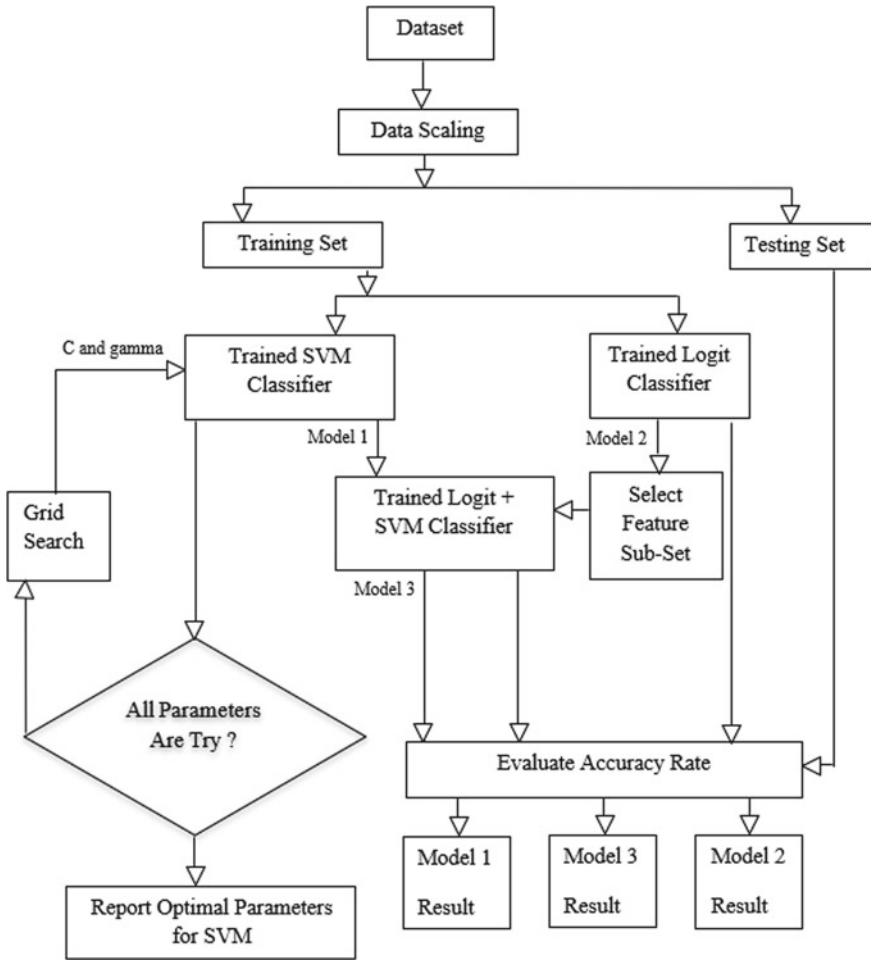 Dataset
Data Scaling
Training Set
Testing Set
C and gamma
Trained SVM
Classifier
Trained Logit
Classifier
Model 1
Model 2
Grid
Search
Trained Logit +
SVM Classifier
Select
Feature
Sub-Set
Model 3
All Parameters
Are Try ?
Evaluate Accuracy Rate
Model 1
Result
Model 3
Result
Model 2
Result
Report Optimal Parameters
for SVM